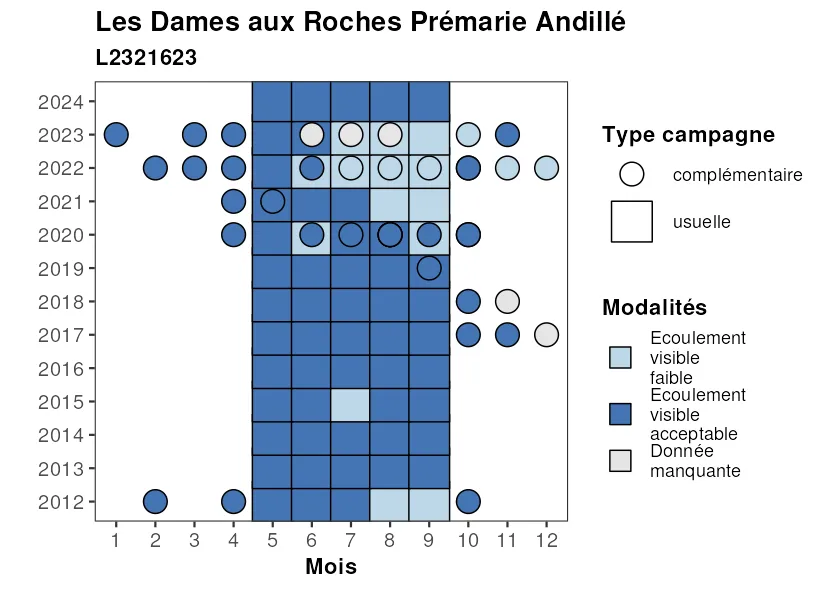 Les Dames aux Roches Prémarie Andillé
L2321623
2024
2023
2022
2021
2020
2019
2018
2017
2016
2015
2014
2013
2012
1 2 3 4 5 6 7 8 9 10 11 12
Mois
Type campagne
complémentaire
usuelle
Modalités
Ecoulement
visible
faible
Ecoulement
visible
acceptable
Donnée
manquante